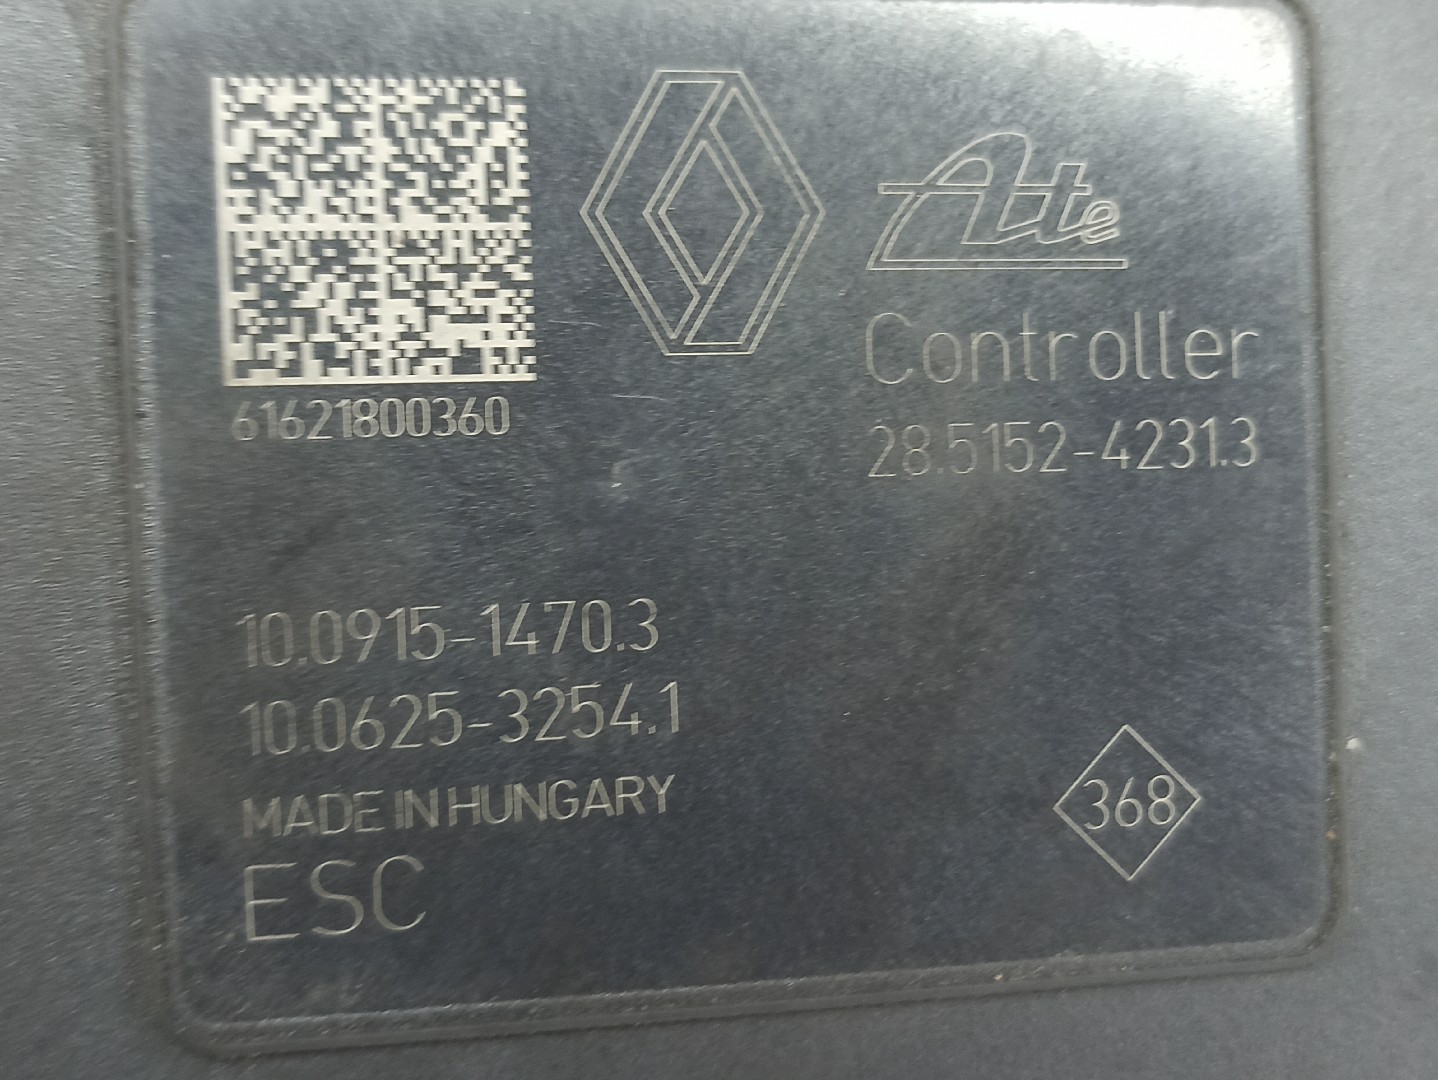 61621800360
Ate
Controller
28.5152-4231.3
10.0915-1470.3
10.0625-3254.1
MADE IN HUNGARY
ESC
368